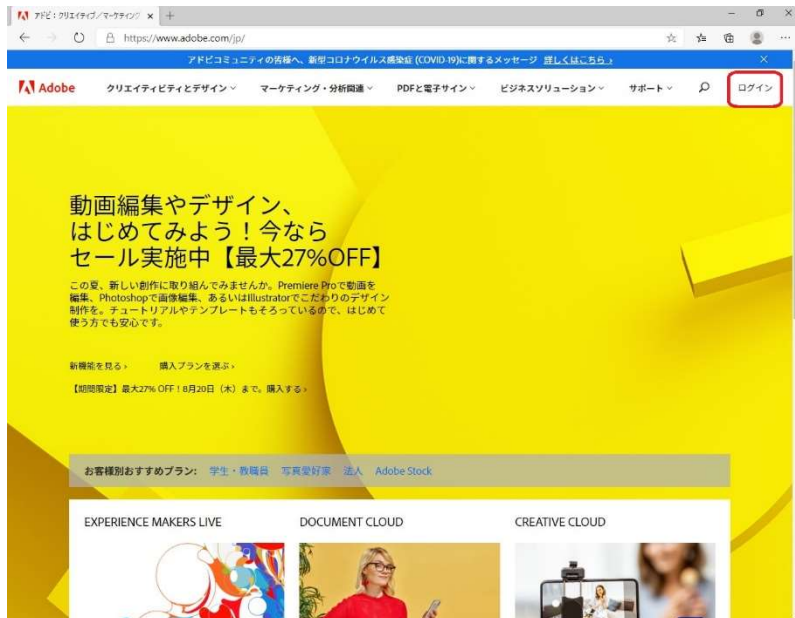 アドビ：クリエイティブ／マーケティング
https://www.adobe.com/jp/
アドビコミュニティの皆様へ、新型コロナウイルス感染症 (COVID-19)に関するメッセージ 詳しくはこちら ›
Adobe クリエイティビティとデザイン マーケティング・分析関連 PDFと電子サイン ビジネスソリューション サポート ログイン
動画編集やデザイン、
はじめてみよう！今なら
セール実施中【最大27%OFF】
この夏、新しい創作に取り組んでみませんか。Premiere Proで動画を
編集、Photoshopで画像編集、あるいはIllustratorでこだわりのデザイン
制作を。チュートリアルやテンプレートもそろっているので、はじめて
使う方でも安心です。
新機能を見る › 購入プランを選ぶ ›
【期間限定】最大27% OFF！8月20日（木）まで。購入する ›
お客様別おすすめプラン: 学生・教職員 写真愛好家 法人 Adobe Stock
EXPERIENCE MAKERS LIVE DOCUMENT CLOUD CREATIVE CLOUD